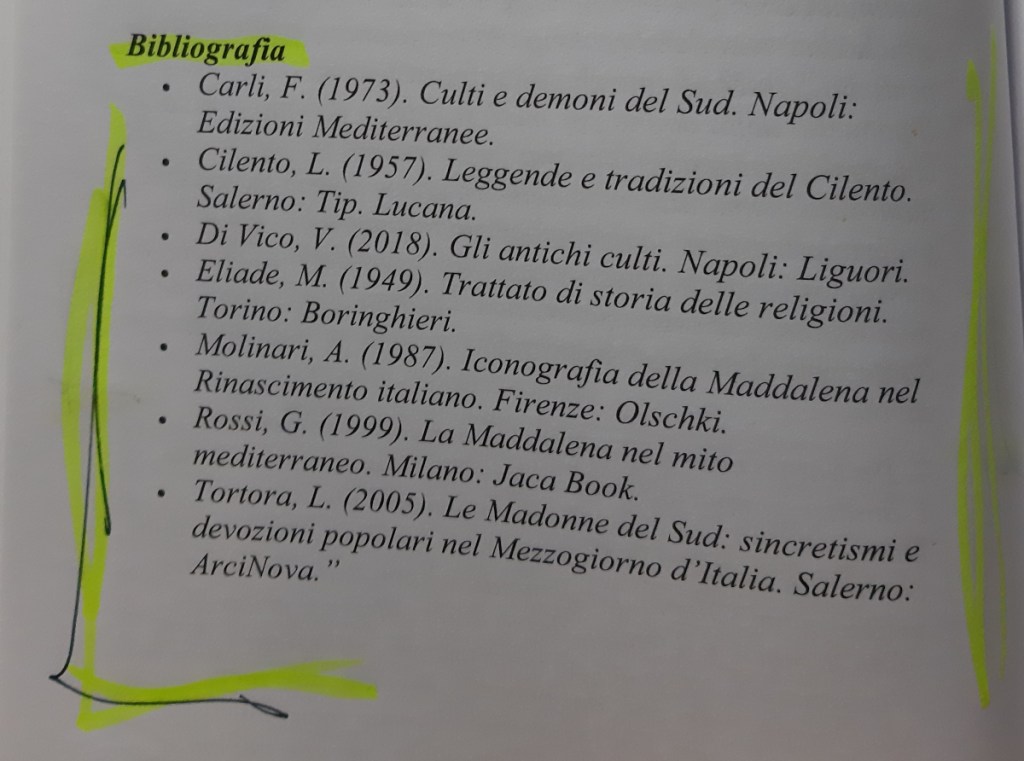 Bibliografia
• Carli, F. (1973). Culti e demoni del Sud. Napoli:
Edizioni Mediterranee.
• Cilento, L. (1957). Leggende e tradizioni del Cilento.
Salerno: Tip. Lucana.
• Di Vico, V. (2018). Gli antichi culti. Napoli: Liguori.
• Eliade, M. (1949). Trattato di storia delle religioni.
Torino: Boringhieri.
• Molinari, A. (1987). Iconografia della Maddalena nel
Rinascimento italiano. Firenze: Olschki.
• Rossi, G. (1999). La Maddalena nel mito
mediterraneo. Milano: Jaca Book.
• Tortora, L. (2005). Le Madonne del Sud: sincretismi e
devozioni popolari nel Mezzogiorno d’Italia. Salerno:
ArciNova.”